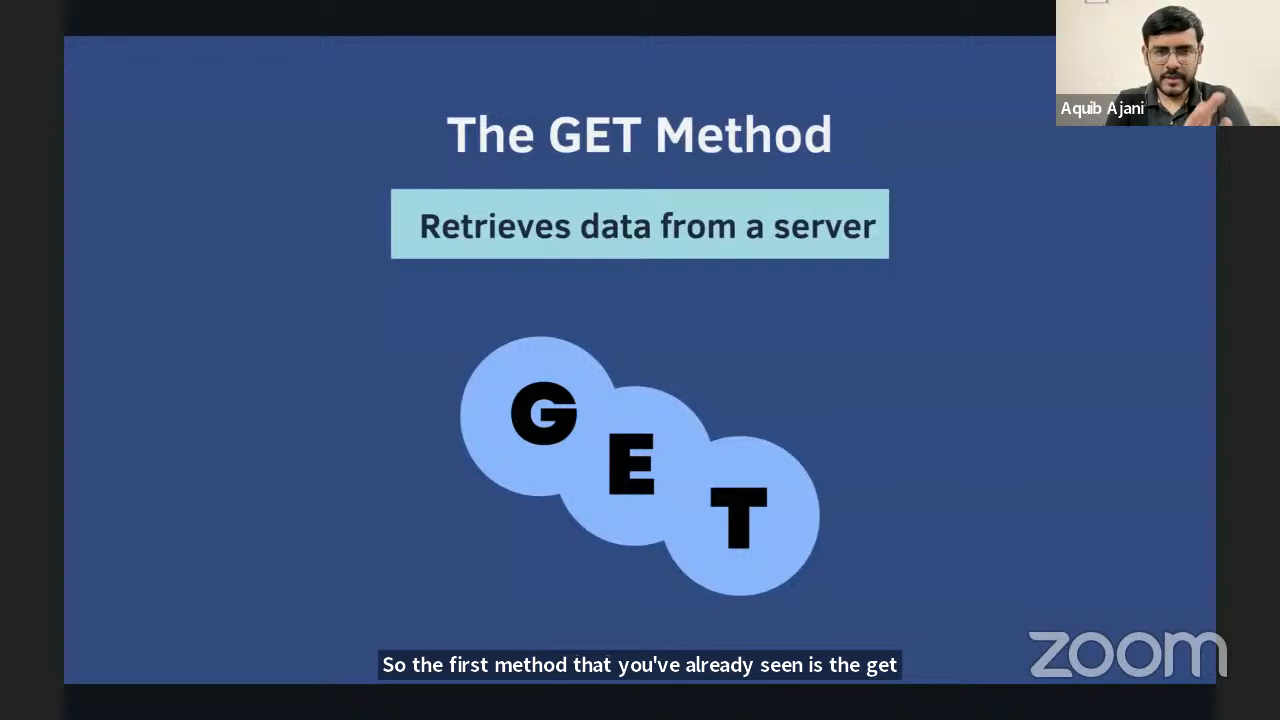 Aquib Ajani
The GET Method
Retrieves data from a server
G
E
T
So the first method that you've already seen is the get
zoom